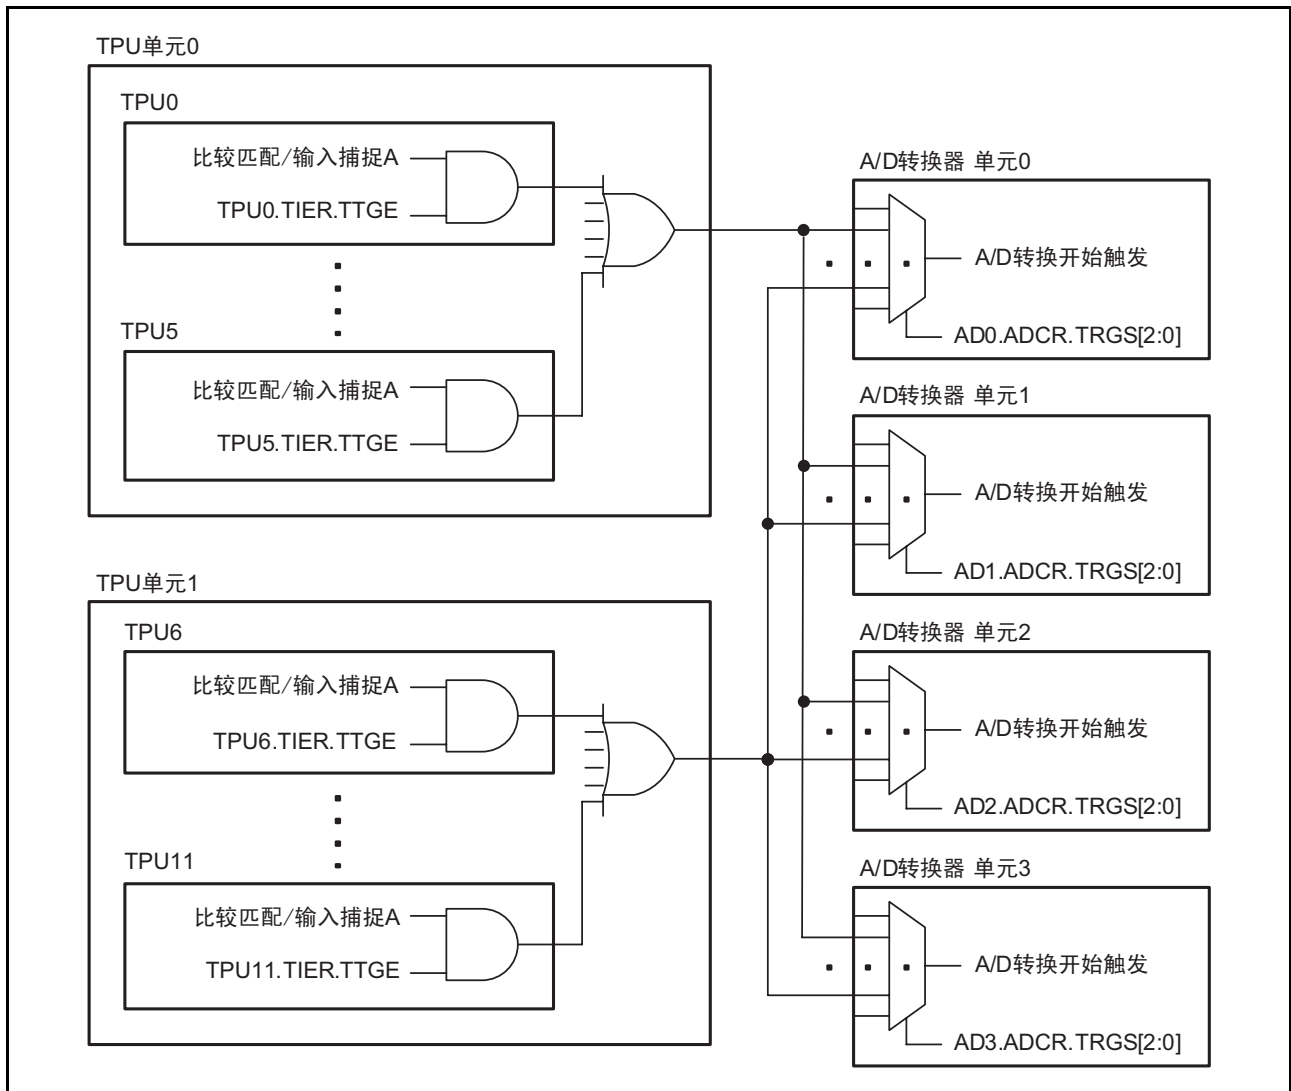 TPU单元0
TPU0
比较匹配/输入捕捉A
TPU0.TIER.TTGE
TPU5
比较匹配/输入捕捉A
TPU5.TIER.TTGE
TPU单元1
TPU6
比较匹配/输入捕捉A
TPU6.TIER.TTGE
TPU11
比较匹配/输入捕捉A
TPU11.TIER.TTGE
A/D转换器 单元0
A/D转换开始触发
AD0.ADCR.TRGS[2:0]
A/D转换器 单元1
A/D转换开始触发
AD1.ADCR.TRGS[2:0]
A/D转换器 单元2
A/D转换开始触发
AD2.ADCR.TRGS[2:0]
A/D转换器 单元3
A/D转换开始触发
AD3.ADCR.TRGS[2:0]